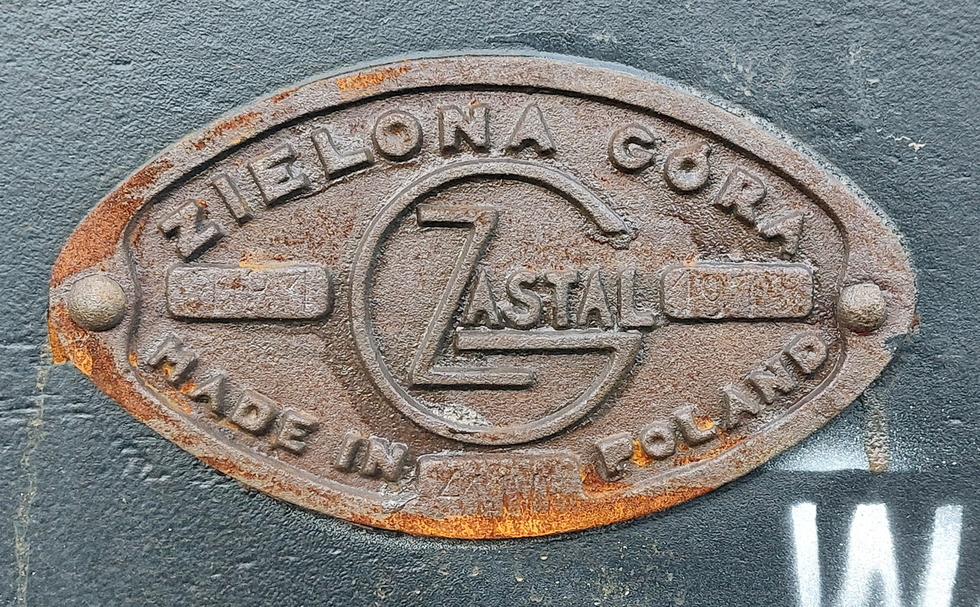 ZIELONA GÓRA
ZASTAL
MADE IN POLAND
W